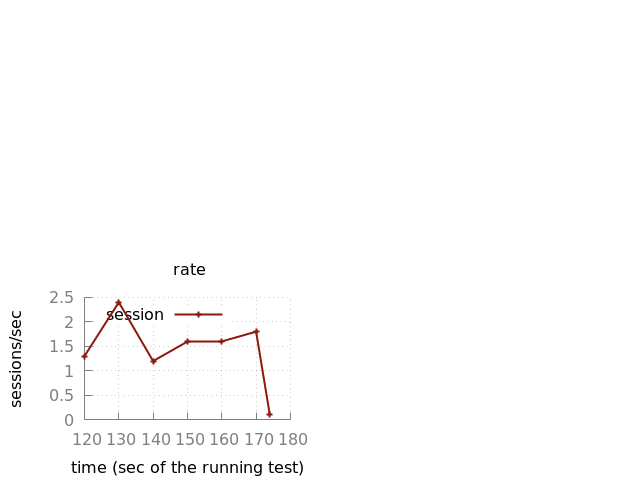 rate
sessions/sec
2.5
2
1.5
1
0.5
0
session
120 130 140 150 160 170 180
time (sec of the running test)